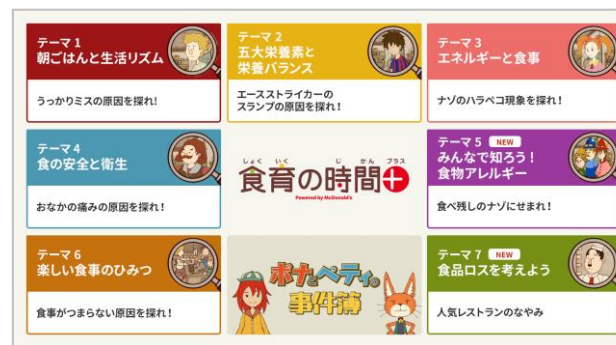 テーマ1
朝ごはんと生活リズム
うっかりミスの原因を探れ!
テーマ2
五大栄養素と
栄養バランス
エースストライカーの
スランプの原因を探れ!
テーマ3
エネルギーと食事
ナゾのハラペコ現象を探れ!
テーマ4
食の安全と衛生
おなかの痛みの原因を探れ!
しょく いく じ かん プラス
食育の時間+
Powered by McDonald's
テーマ5 NEW
みんなで知ろう!
食物アレルギー
食べ残しのナゾにせまれ!
テーマ6
楽しい食事のひみつ
食事がつまらない原因を探れ!
ボナとペティの
事件簿
テーマ7 NEW
食品ロスを考えよう
人気レストランのなやみ